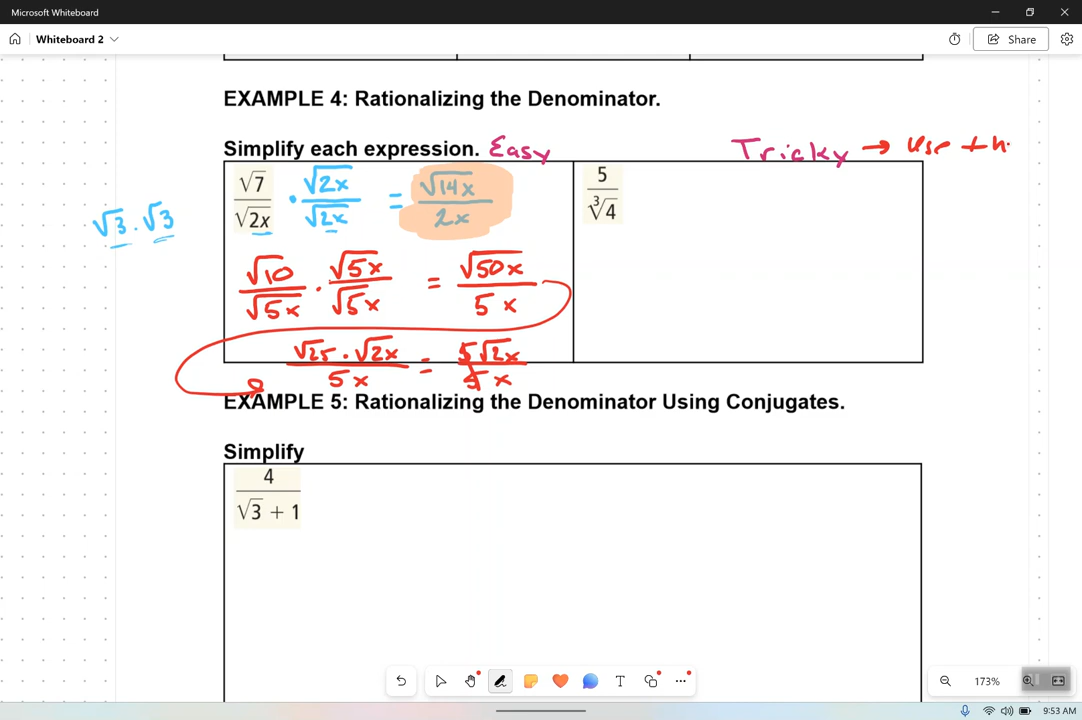 Microsoft Whiteboard
Whiteboard 2
Share
EXAMPLE 4: Rationalizing the Denominator.
Simplify each expression. Easy
Tricky → Use
√7/√2x · √2x/√2x = √14x/2x
5/∛4
√3 · √3
√10/√5x · √5x/√5x = √50x/5x
√25 · √2x/5x = 5√2x/5x
EXAMPLE 5: Rationalizing the Denominator Using Conjugates.
Simplify
4/√3 + 1
173%
9:53 AM